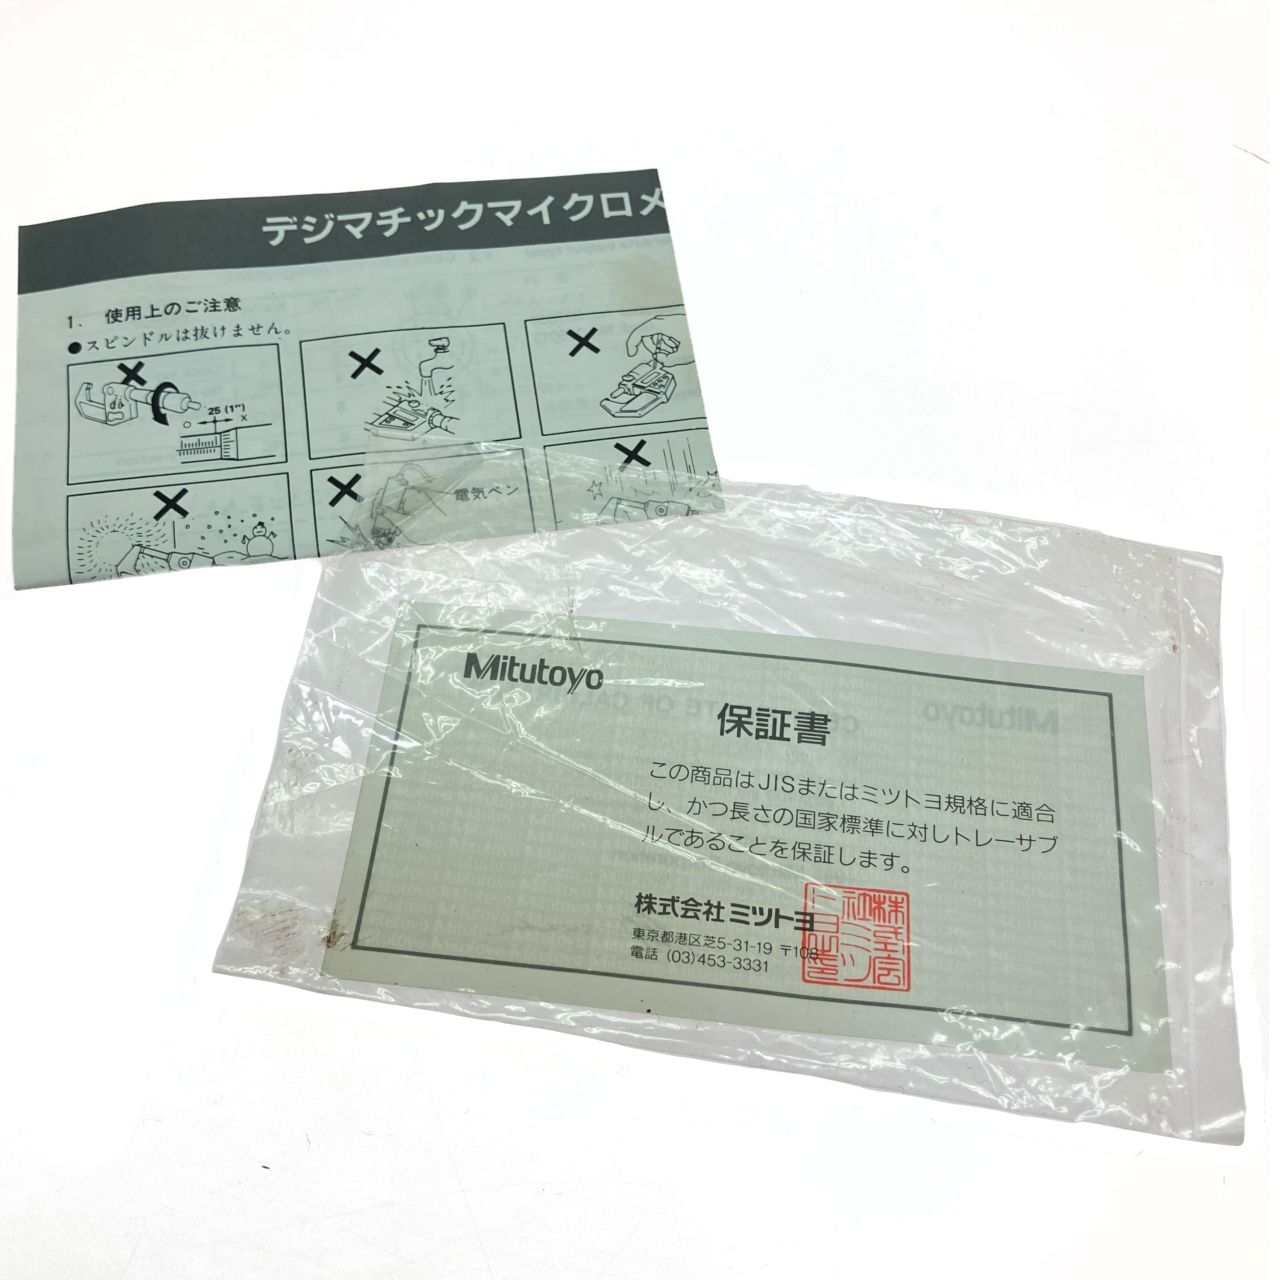 デジマチックマイクロメ
1. 使用上のご注意
●スピンドルは抜けません。
25 (1")
電気ペン
Mitutoyo
保証書
この商品はJISまたはミツトヨ規格に適合
し、かつ長さの国家標準に対しトレーサブ
ルであることを保証します。
株式会社ミツトヨ
東京都港区芝5-31-19 〒108
電話 (03)453-3331